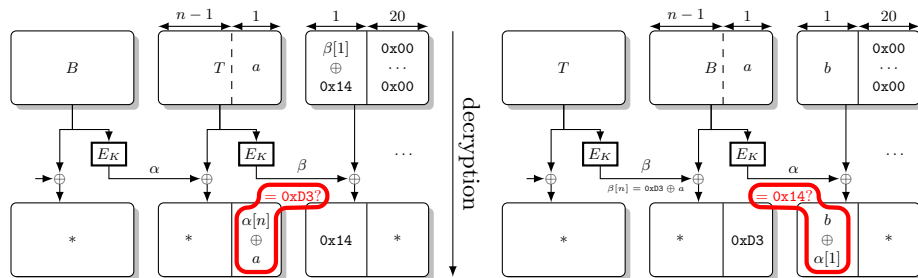 n − 1 1 1 20
B T a β[1] ⊕ 0x14 0x00 ⋯ 0x00
E_K α E_K β ⋯
⊕ ⊕ ⊕
= 0xD3?
* * α[n] ⊕ a 0x14 *
decryption
n − 1 1 1 20
T B a b 0x00 ⋯ 0x00
E_K β E_K α ⋯
β[n] = 0xD3 ⊕ a
⊕ ⊕ ⊕
= 0x14?
* * 0xD3 b ⊕ α[1] *